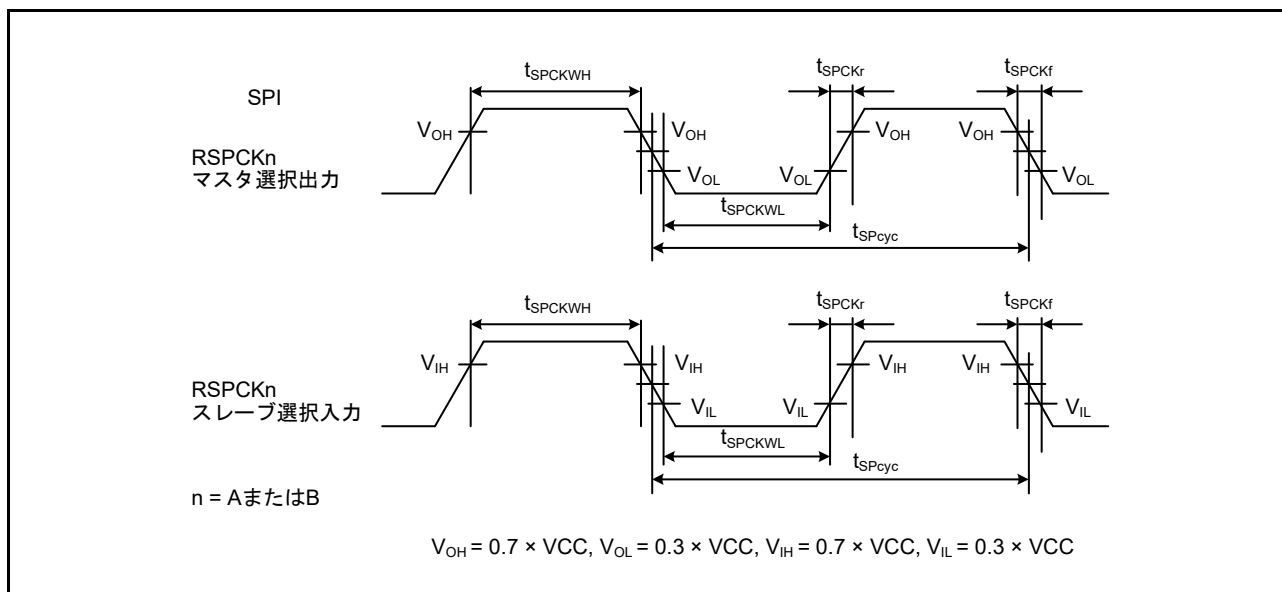 SPI
tSPCKWH
tSPCKr
tSPCKf
VOH
VOH
VOH
VOH
RSPCKn
マスタ選択出力
VOL
VOL
VOL
tSPCKWL
tSPcyc
tSPCKWH
tSPCKr
tSPCKf
VIH
VIH
VIH
VIH
RSPCKn
スレーブ選択入力
VIL
VIL
VIL
tSPCKWL
tSPcyc
n = AまたはB
VOH = 0.7 × VCC, VOL = 0.3 × VCC, VIH = 0.7 × VCC, VIL = 0.3 × VCC